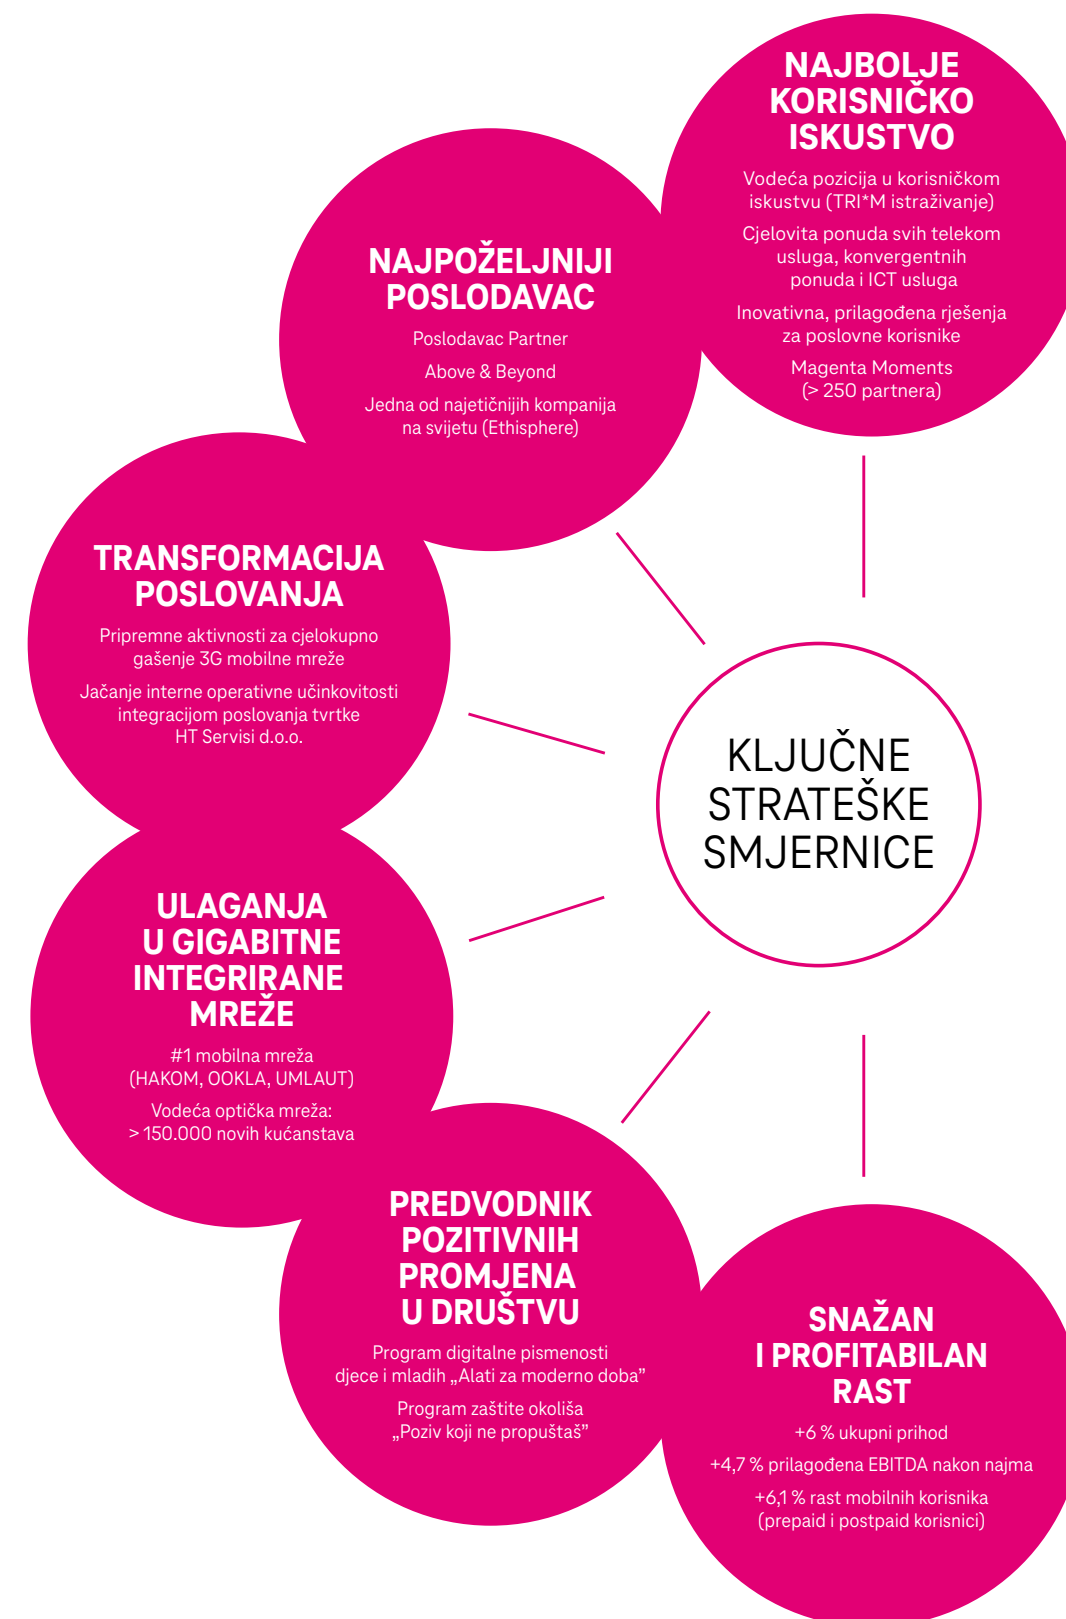 NAJBOLJE
KORISNIČKO
ISKUSTVO
Vodeća pozicija u korisničkom
iskustvu (TRI*M istraživanje)
Cjelovita ponuda svih telekom
usluga, konvergentnih
ponuda i ICT usluga
Inovativna, prilagođena rješenja
za poslovne korisnike
Magenta Moments
(> 250 partnera)
NAJPOŽELJNIJI
POSLODAVAC
Poslodavac Partner
Above & Beyond
Jedna od najetičnijih kompanija
na svijetu (Ethisphere)
TRANSFORMACIJA
POSLOVANJA
Pripremne aktivnosti za cjelokupno
gašenje 3G mobilne mreže
Jačanje interne operativne učinkovitosti
integracijom poslovanja tvrtke
HT Servisi d.o.o.
KLJUČNE
STRATEŠKE
SMJERNICE
ULAGANJA
U GIGABITNE
INTEGRIRANE
MREŽE
#1 mobilna mreža
(HAKOM, OOKLA, UMLAUT)
Vodeća optička mreža:
> 150.000 novih kućanstava
PREDVODNIK
POZITIVNIH
PROMJENA
U DRUŠTVU
Program digitalne pismenosti
djece i mladih „Alati za moderno doba”
Program zaštite okoliša
„Poziv koji ne propuštaš”
SNAŽAN
I PROFITABILAN
RAST
+6 % ukupni prihod
+4,7 % prilagođena EBITDA nakon najma
+6,1 % rast mobilnih korisnika
(prepaid i postpaid korisnici)